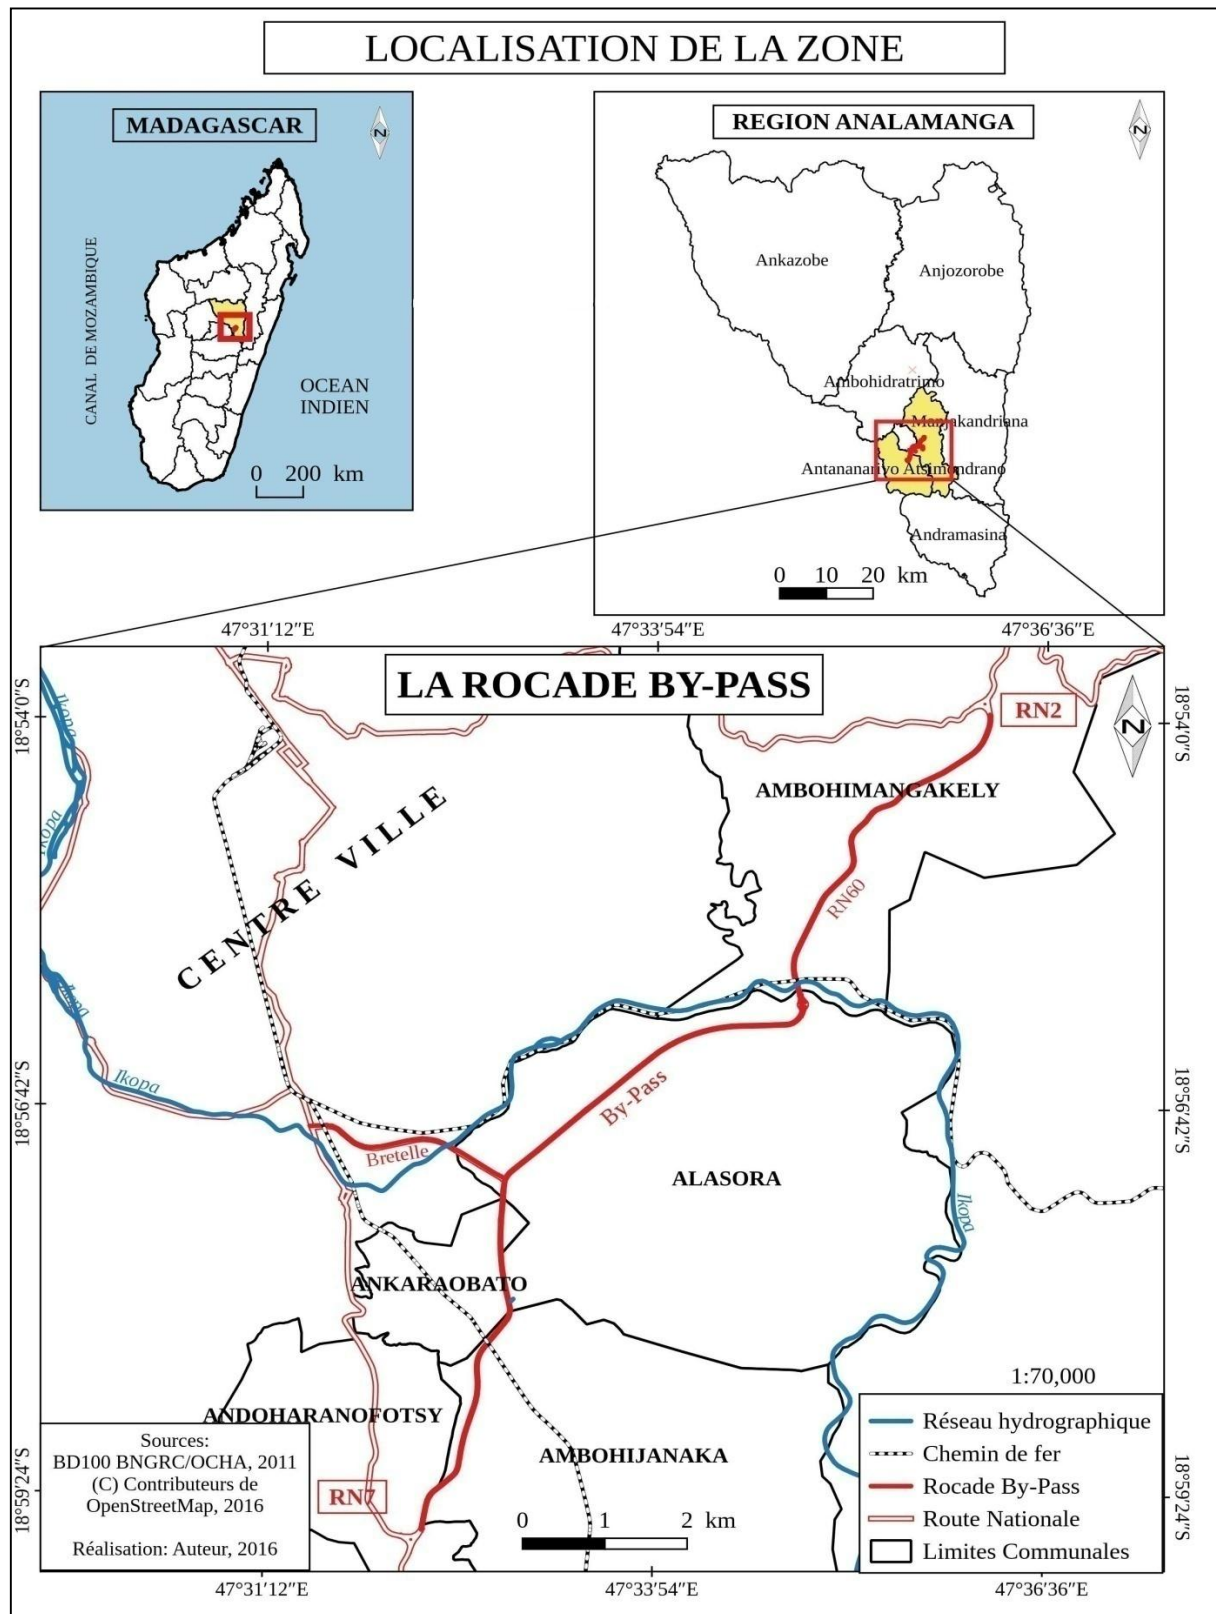 LOCALISATION DE LA ZONE
MADAGASCAR
N
CANAL DE MOZAMBIQUE
OCEAN
INDIEN
0 200 km
REGION ANALAMANGA
N
Ankazobe
Anjozorobe
Ambohidratrimo
Manjakandriana
Antananarivo Atsimondrano
Andramasina
0 10 20 km
47°31′12″E 47°33′54″E 47°36′36″E
LA ROCADE BY-PASS
18°54′0″S
18°54′0″S
RN2
N
Ikopa
Ikopa
AMBOHIMANGAKELY
CENTRE VILLE
RN60
Ikopa
Ikopa
18°56′42″S
18°56′42″S
By-Pass
Bretelle
ALASORA
Ikopa
ANKARAOBATO
ANDOHARANOFOTSY
AMBOHIJANAKA
RN7
18°59′24″S
18°59′24″S
Sources:
BD100 BNGRC/OCHA, 2011
(C) Contributeurs de
OpenStreetMap, 2016
Réalisation: Auteur, 2016
0 1 2 km
1:70,000
Réseau hydrographique
Chemin de fer
Rocade By-Pass
Route Nationale
Limites Communales
47°31′12″E 47°33′54″E 47°36′36″E